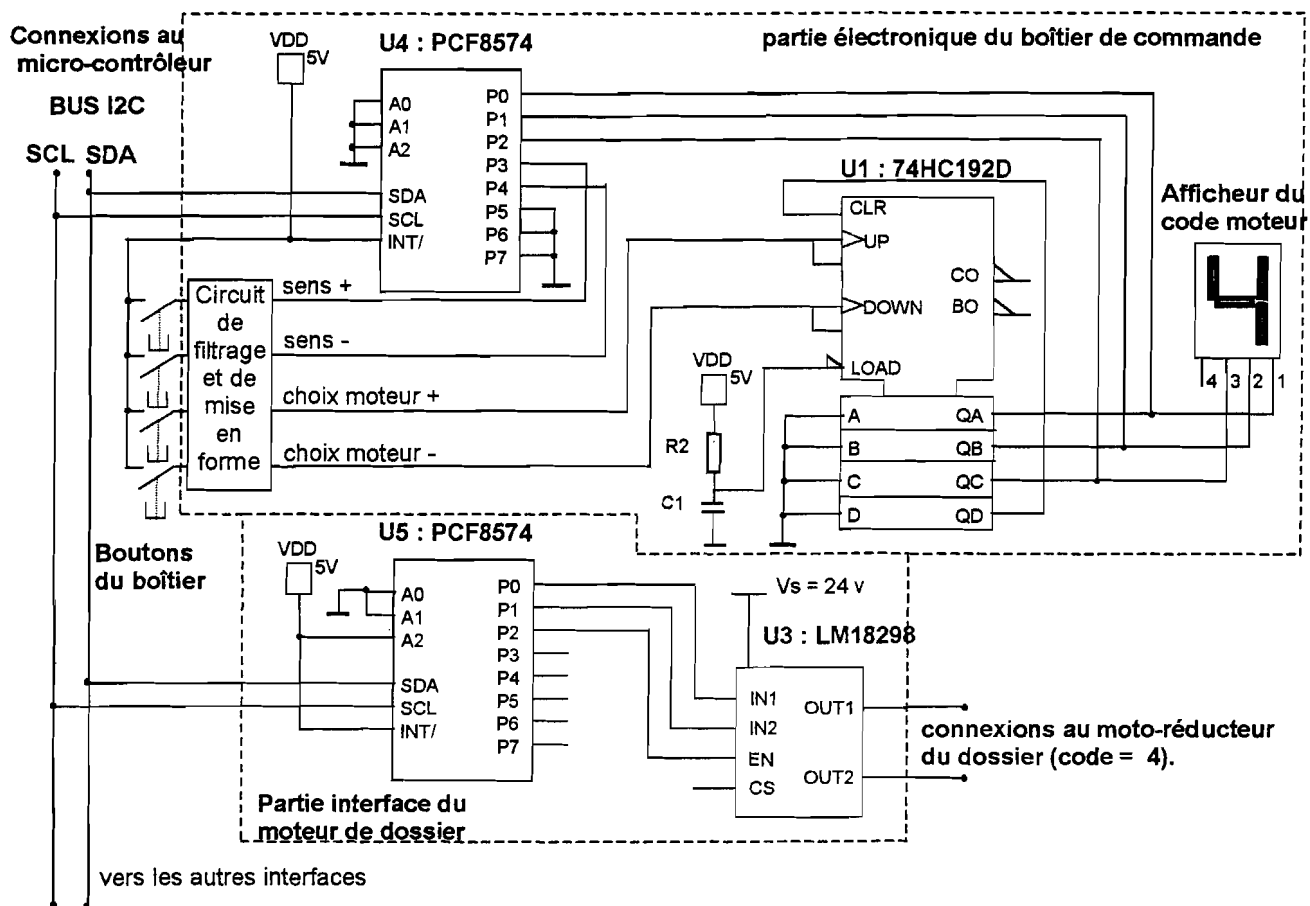 Connexions au
micro-contrôleur
BUS I2C
SCL SDA
VDD
5V
U4 : PCF8574
partie électronique du boîtier de commande
A0
A1
A2
SDA
SCL
INT/
P0
P1
P2
P3
P4
P5
P6
P7
U1 : 74HC192D
CLR
UP
DOWN
LOAD
CO
BO
A
B
C
D
QA
QB
QC
QD
Afficheur du
code moteur
4
4 3 2 1
Circuit
de
filtrage
et de
mise
en
forme
sens +
sens -
choix moteur +
choix moteur -
VDD
5V
R2
C1
Boutons
du boîtier
U5 : PCF8574
VDD
5V
A0
A1
A2
SDA
SCL
INT/
P0
P1
P2
P3
P4
P5
P6
P7
Vs = 24 v
U3 : LM18298
IN1
IN2
EN
CS
OUT1
OUT2
connexions au moto-réducteur
du dossier (code = 4).
Partie interface du
moteur de dossier
vers les autres interfaces